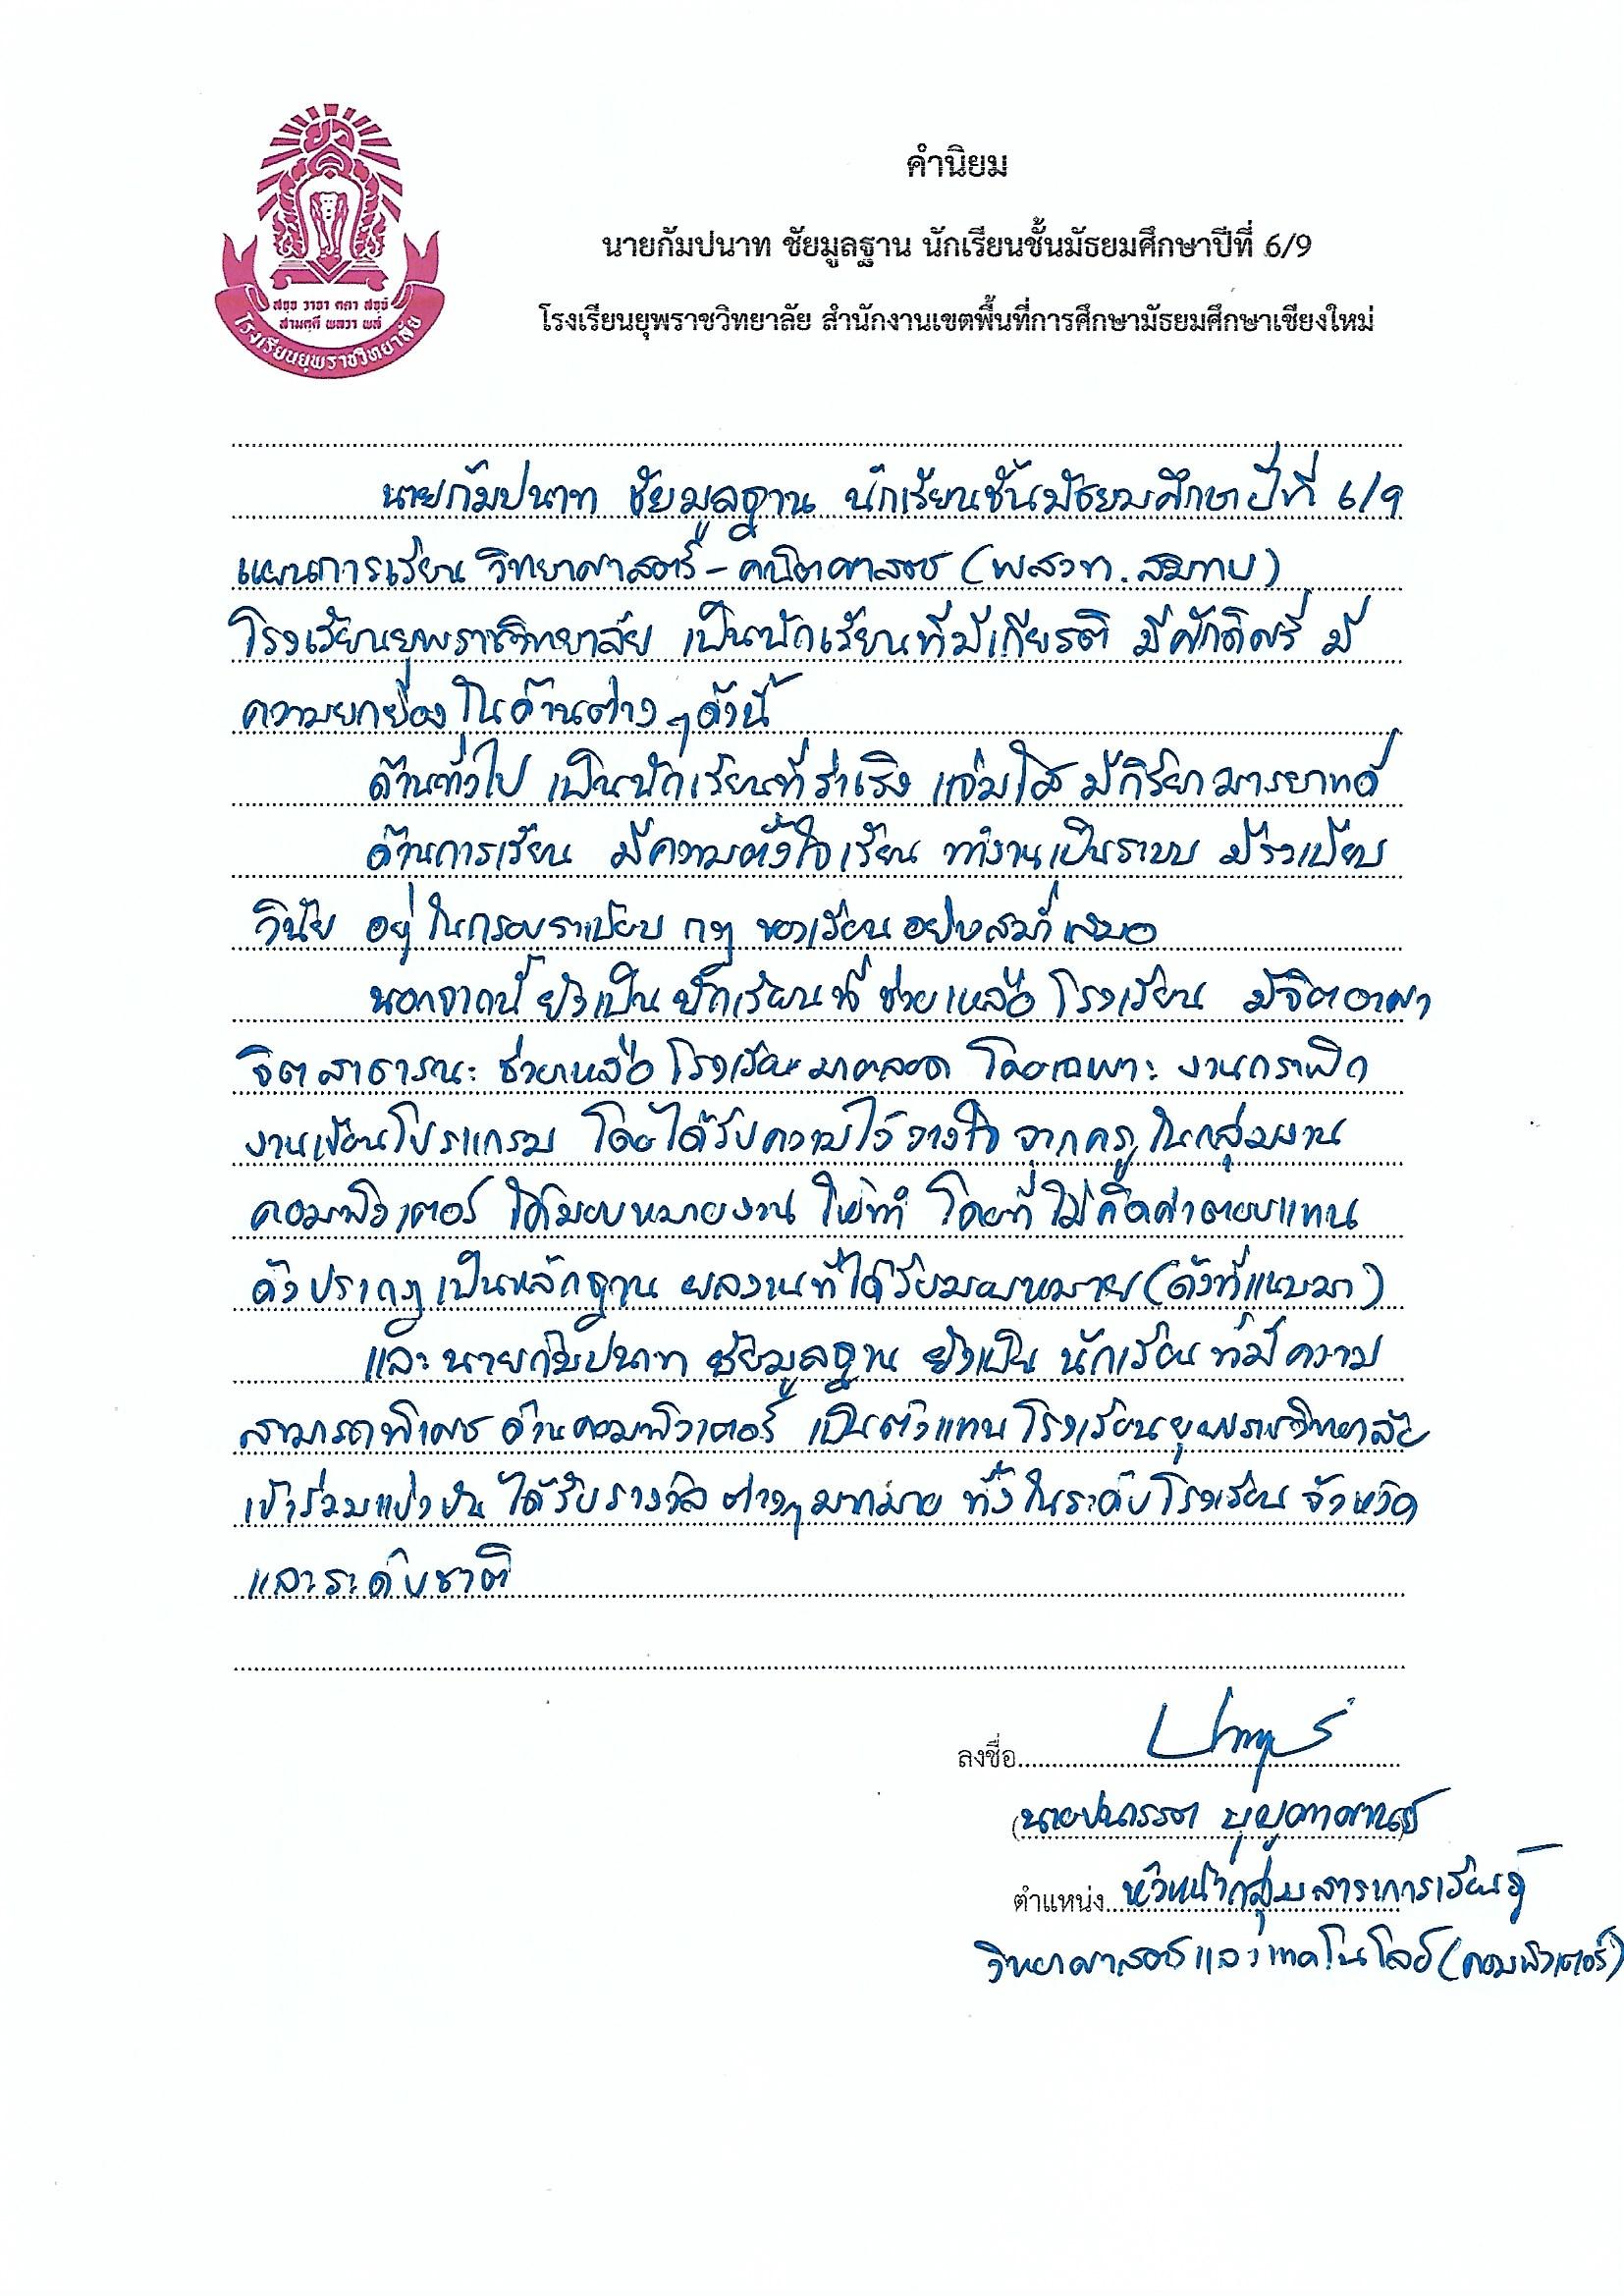 คำนิยม
นายกัมปนาท ชัยมูลฐาน นักเรียนชั้นมัธยมศึกษาปีที่ 6/9
โรงเรียนยุพราชวิทยาลัย สำนักงานเขตพื้นที่การศึกษามัธยมศึกษาเชียงใหม่
สจฺจํ วาจา คตา สจฺจํ
สามคฺคี พลวา พลํ
โรงเรียนยุพราชวิทยาลัย
นายกัมปนาท ชัยมูลฐาน นักเรียนชั้นมัธยมศึกษาปีที่ 6/9
แผนการเรียน วิทยาศาสตร์ - คณิตศาสตร์ (พสวท. สมทบ)
โรงเรียนยุพราชวิทยาลัย เป็นนักเรียนที่มีเกียรติ มีศักดิ์ศรี มี
ความยกย่อง ในด้านต่าง ๆ ดังนี้
ด้านทั่วไป เป็นนักเรียนที่ร่าเริง แจ่มใส มีกิริยา มารยาทดี
ด้านการเรียน มีความตั้งใจเรียน ทำงานเป็นระบบ มีระเบียบ
วินัย อยู่ในกรอบระเบียบ กฎ ของเรียน อย่างสม่ำเสมอ
นอกจากนี้ ยังเป็น นักเรียนที่ ช่วยเหลือ โรงเรียน มีจิตอาสา
จิตสาธารณะ ช่วยเหลือ โรงเรียน มาตลอด โดยเฉพาะ งานกราฟิก
งานเขียนโปรแกรม โดยได้รับความไว้วางใจ จากครู ในกลุ่มงาน
คอมพิวเตอร์ ได้มอบหมายงาน ให้ทำ โดยที่ ไม่คิดค่าตอบแทน
ดังปรากฏ เป็นหลักฐาน ผลงานที่ได้รับมอบหมาย (ดังที่แนบมา)
และ นายกัมปนาท ชัยมูลฐาน ยังเป็น นักเรียน ที่มี ความ
สามารถพิเศษ ด้านคอมพิวเตอร์ เป็นตัวแทน โรงเรียนยุพราชวิทยาลัย
เข้าร่วมแข่งขัน ได้รับรางวัล ต่างๆ มากมาย ทั้งในระดับโรงเรียน จังหวัด
และระดับชาติ
ลงชื่อ
(นายปนวรรต
ตำแหน่ง หัวหน้ากลุ่มสาระการเรียนรู้
วิทยาศาสตร์และเทคโนโลยี (คอมพิวเตอร์)